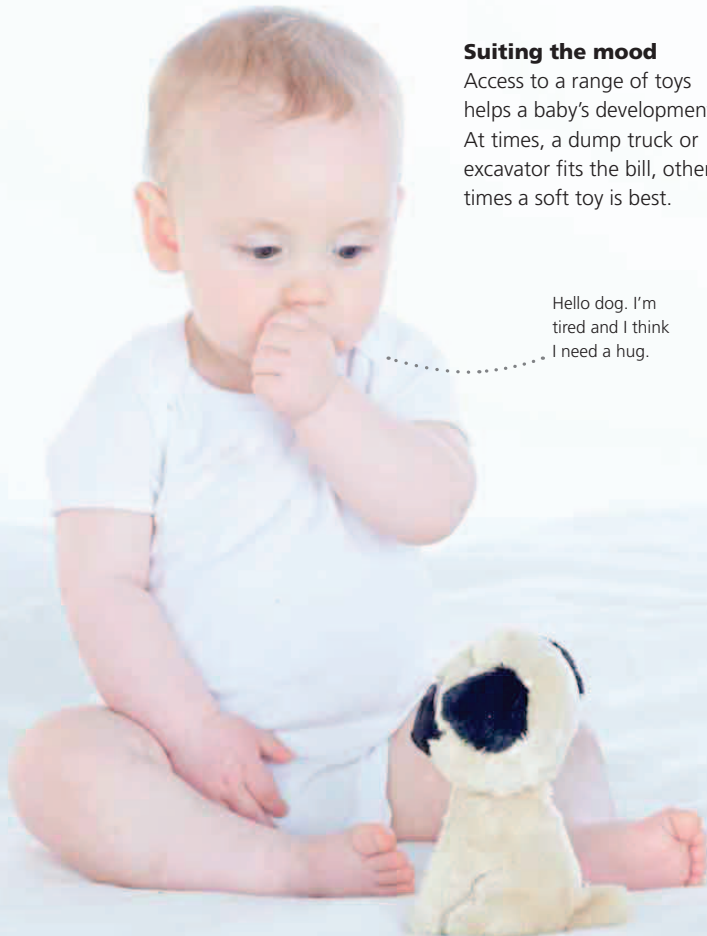 Suiting the mood
Access to a range of toys
helps a baby's developmen
At times, a dump truck or
excavator fits the bill, other
times a soft toy is best.
Hello dog. I'm
tired and I think
I need a hug.